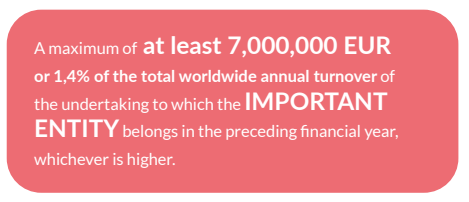 A maximum of at least 7,000,000 EUR
or 1,4% of the total worldwide annual turnover of
the undertaking to which the IMPORTANT
ENTITY belongs in the preceding financial year,
whichever is higher.